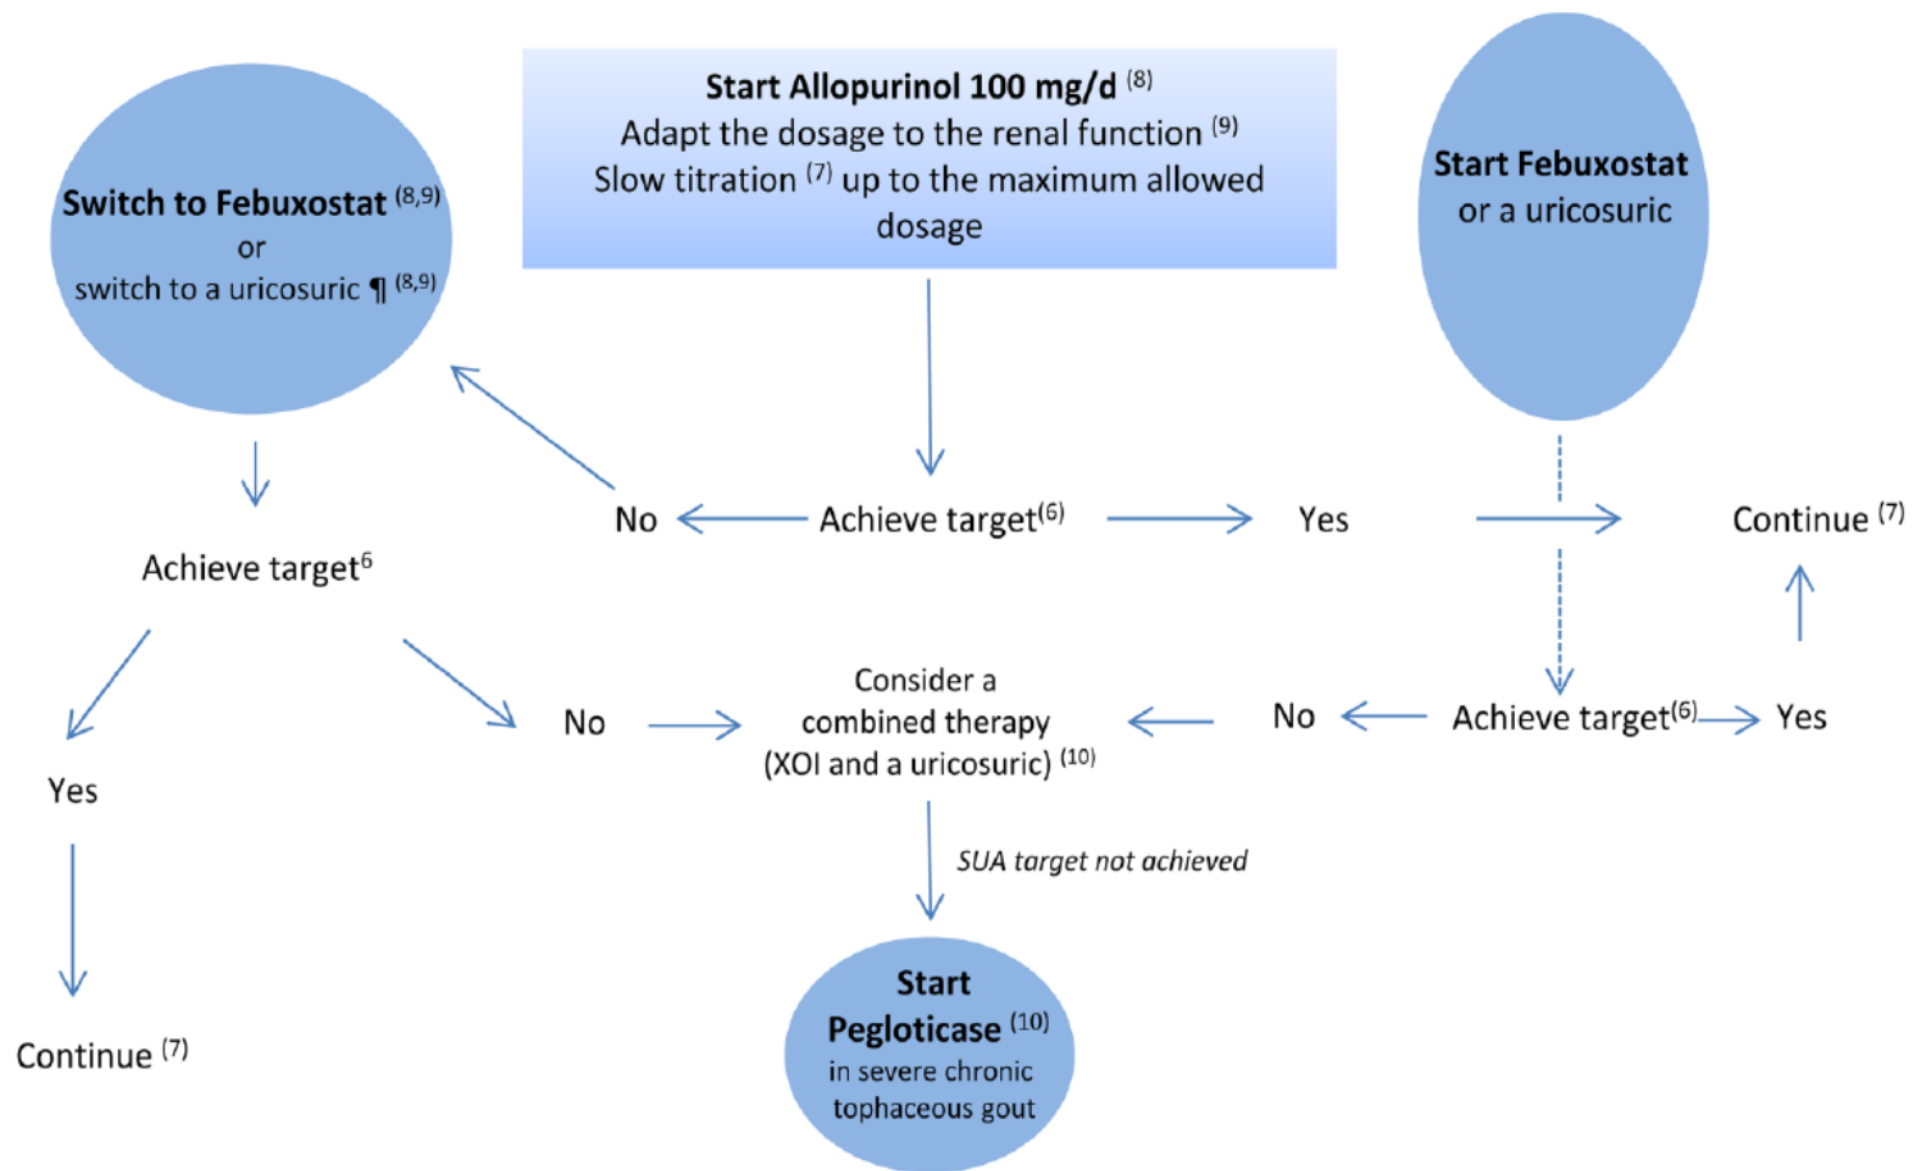 Start Allopurinol 100 mg/d (8)
Adapt the dosage to the renal function (9)
Slow titration (7) up to the maximum allowed
dosage
Switch to Febuxostat (8,9)
or
switch to a uricosuric ¶ (8,9)
Start Febuxostat
or a uricosuric
No
Achieve target(6)
Yes
Continue (7)
Achieve target6
Consider a
combined therapy
(XOI and a uricosuric) (10)
No
No
Achieve target(6)
Yes
Yes
SUA target not achieved
Start
Pegloticase (10)
in severe chronic
tophaceous gout
Continue (7)